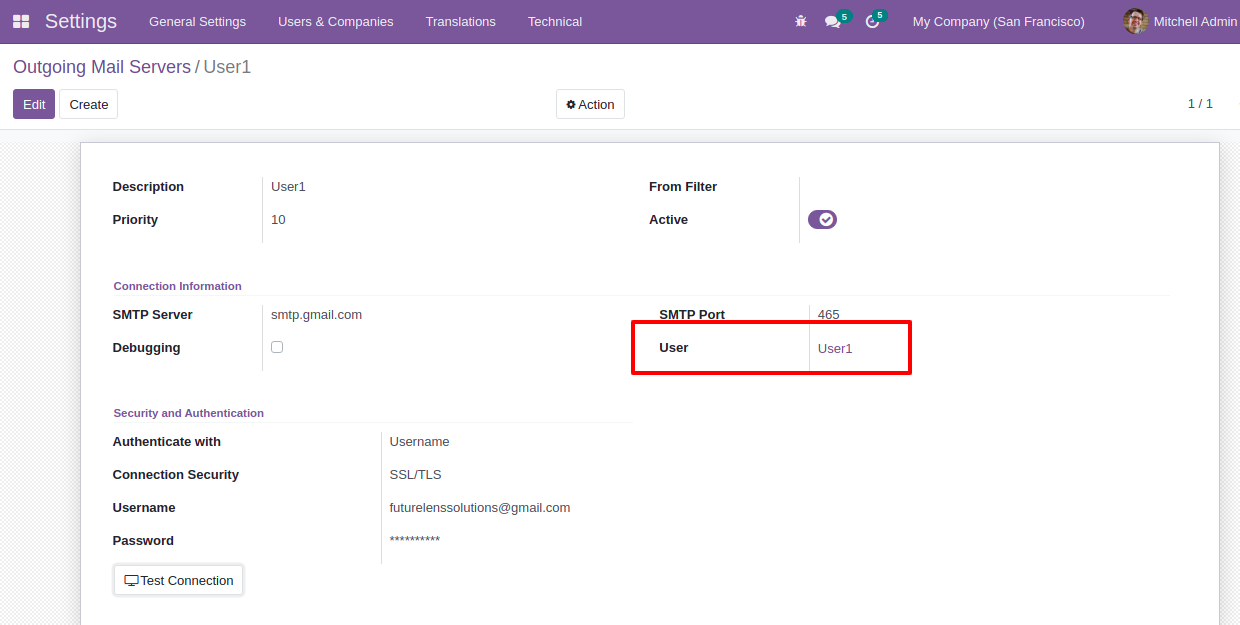 Settings General Settings Users & Companies Translations Technical 5 5 My Company (San Francisco) Mitchell Admin
Outgoing Mail Servers / User1
Edit Create Action 1 / 1
Description User1 From Filter
Priority 10 Active
Connection Information
SMTP Server smtp.gmail.com SMTP Port 465
Debugging User User1
Security and Authentication
Authenticate with Username
Connection Security SSL/TLS
Username futurelenssolutions@gmail.com
Password **********
Test Connection